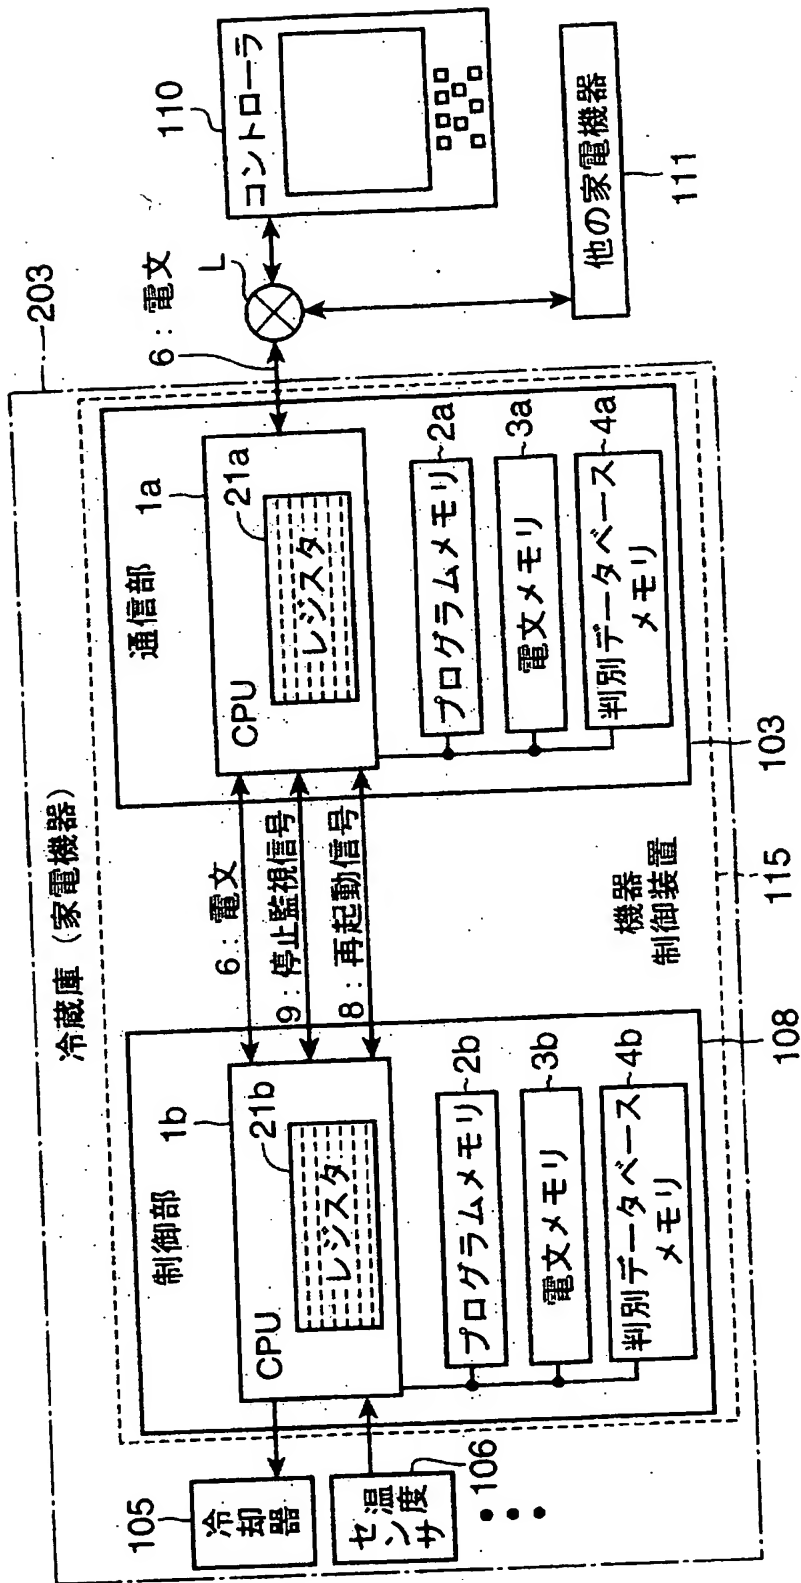 冷蔵庫（家電機器）
203
制御部
1b
CPU
21b
レジスタ
プログラムメモリ
2b
電文メモリ
3b
判別データベース
メモリ
4b
108
105
冷却器
温度
センサ
106
6：電文
9：停止監視信号
8：再起動信号
機器
制御装置
115
通信部
1a
CPU
21a
レジスタ
プログラムメモリ
2a
電文メモリ
3a
判別データベース
メモリ
4a
103
6：電文
L
110
コントローラ
他の家電機器
111